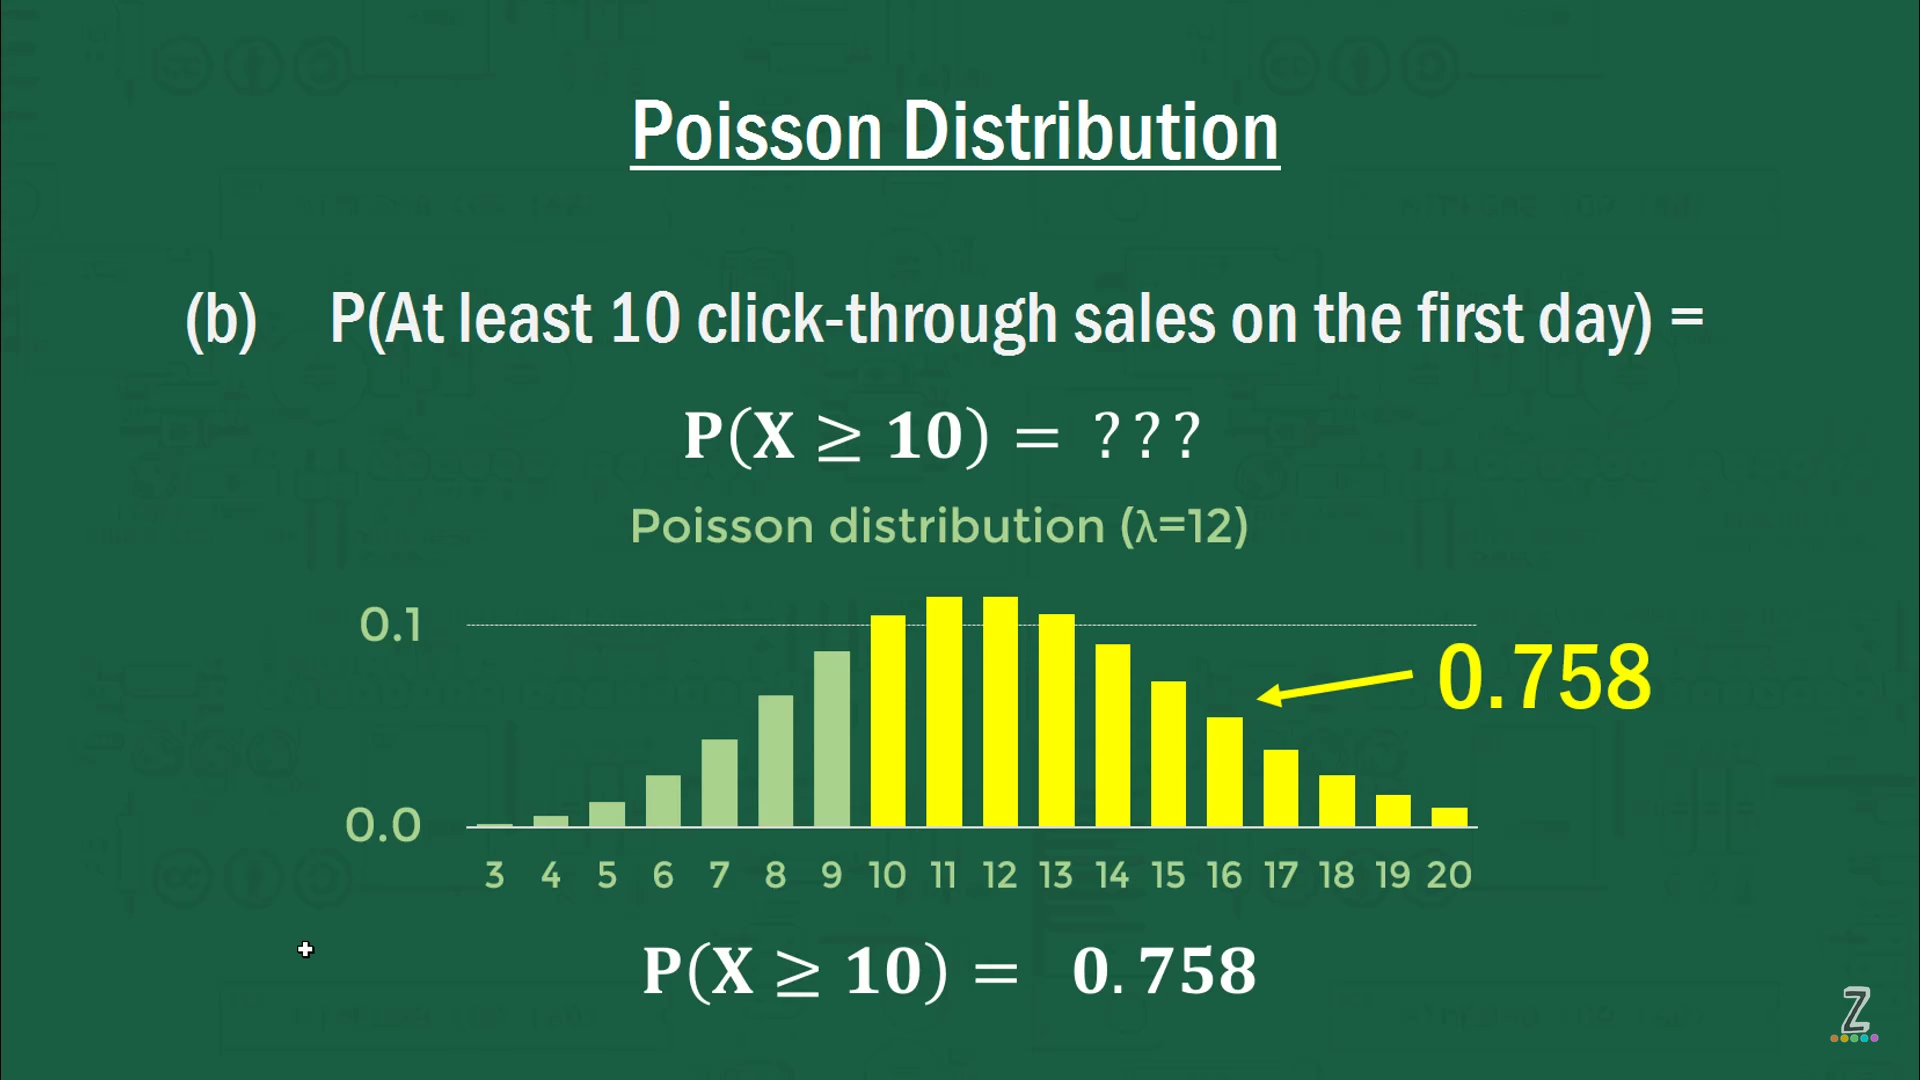 Poisson Distribution
(b) P(At least 10 click-through sales on the first day) =
P(X ≥ 10) = ???
Poisson distribution (λ=12)
0.1
0.758
0.0
3 4 5 6 7 8 9 10 11 12 13 14 15 16 17 18 19 20
P(X ≥ 10) = 0.758
Z